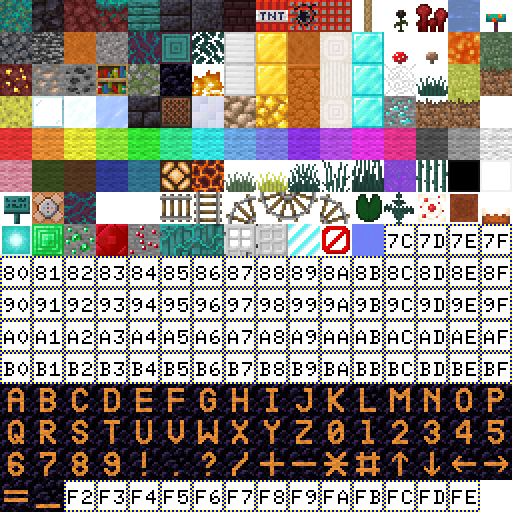 TNT
7C 7D 7E 7F
80 81 82 83 84 85 86 87 88 89 8A 8B 8C 8D 8E 8F
90 91 92 93 94 95 96 97 98 99 9A 9B 9C 9D 9E 9F
A0 A1 A2 A3 A4 A5 A6 A7 A8 A9 AA AB AC AD AE AF
B0 B1 B2 B3 B4 B5 B6 B7 B8 B9 BA BB BC BD BE BF
A B C D E F G H I J K L M N O P
Q R S T U V W X Y Z 0 1 2 3 4 5
6 7 8 9 ! . ? / + - * # ↑ ↓ ← →
= _ F2 F3 F4 F5 F6 F7 F8 F9 FA FB FC FD FE